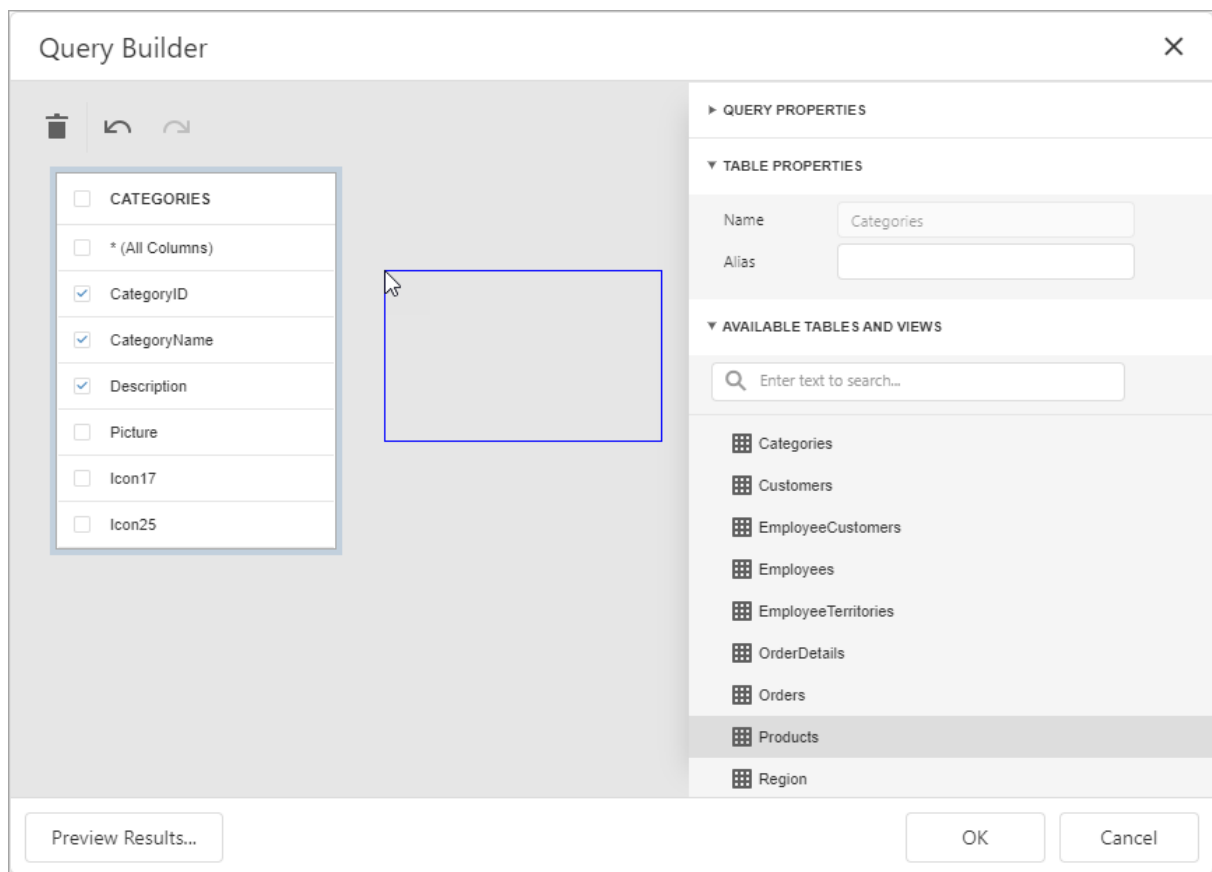 Query Builder
CATEGORIES
* (All Columns)
CategoryID
CategoryName
Description
Picture
Icon17
Icon25
QUERY PROPERTIES
TABLE PROPERTIES
Name Categories
Alias
AVAILABLE TABLES AND VIEWS
Enter text to search...
Categories
Customers
EmployeeCustomers
Employees
EmployeeTerritories
OrderDetails
Orders
Products
Region
Preview Results... OK Cancel